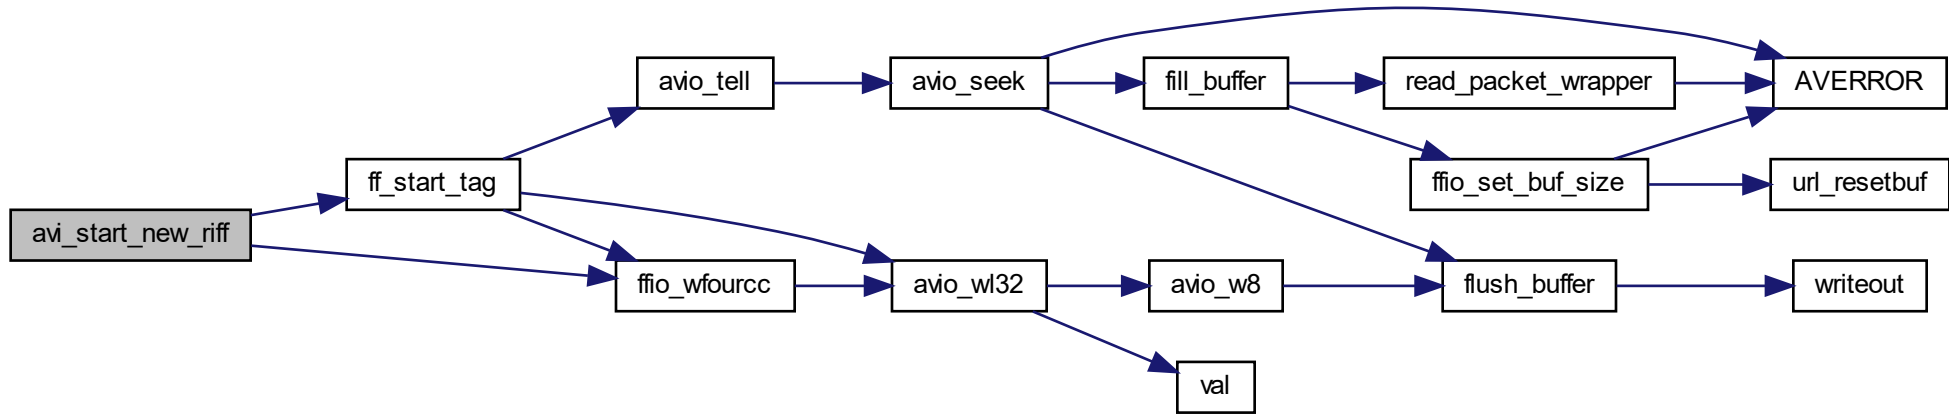 avi_start_new_riff
ff_start_tag
avio_tell
avio_seek
fill_buffer
read_packet_wrapper
AVERROR
ffio_set_buf_size
url_resetbuf
ffio_wfourcc
avio_wl32
avio_w8
flush_buffer
writeout
val